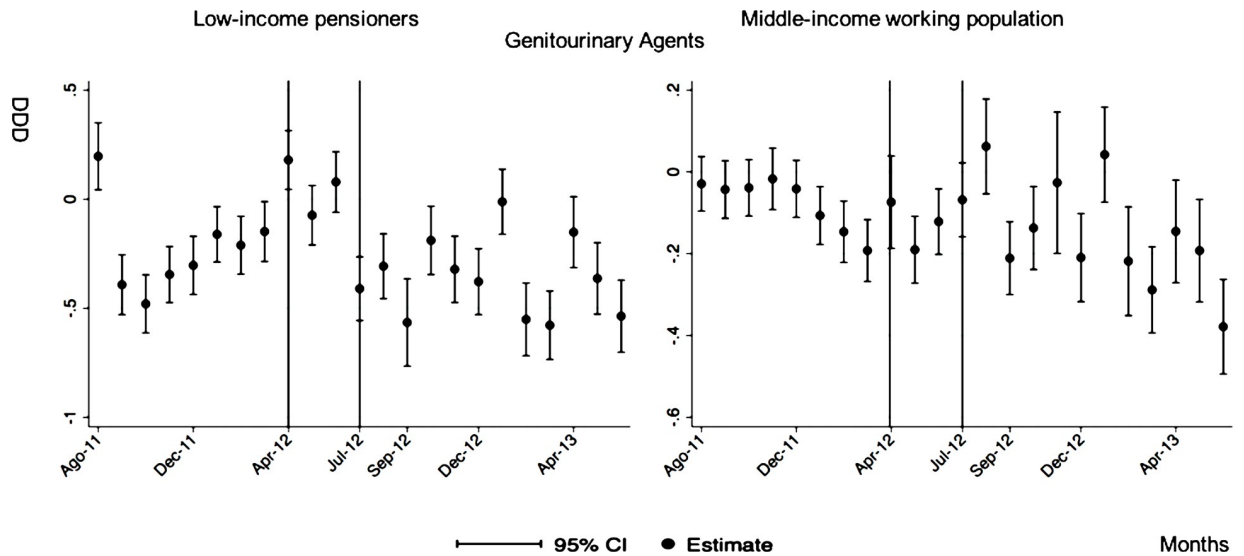 Low-income pensioners
Middle-income working population
Genitourinary Agents
DDD
.5
0
-.5
-1
Ago-11
Dec-11
Apr-12
Jul-12
Sep-12
Dec-12
Apr-13
.2
0
-.2
-.4
-.6
Ago-11
Dec-11
Apr-12
Jul-12
Sep-12
Dec-12
Apr-13
95% CI
Estimate
Months